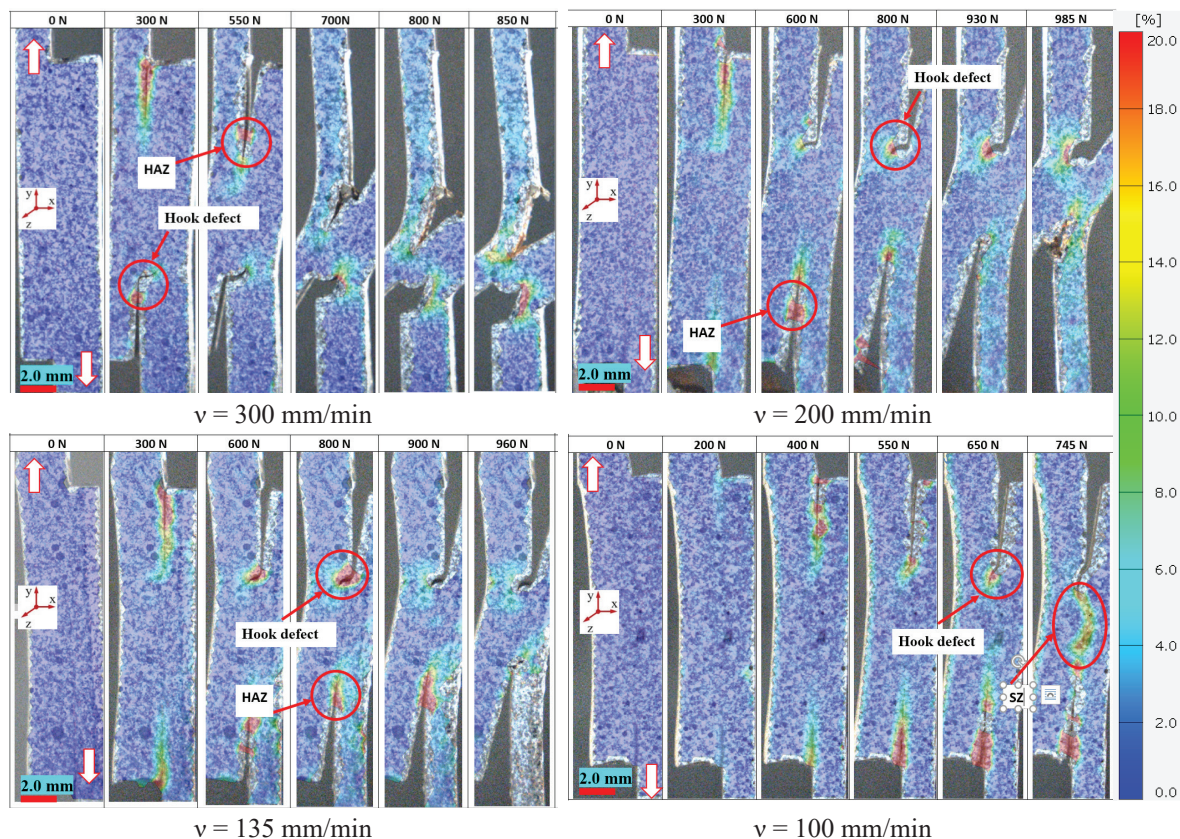 0 N 300 N 550 N 700N 800 N 850 N
HAZ
y
x
z
Hook defect
2.0 mm
ν = 300 mm/min
0 N 300 N 600 N 800 N 930 N 985 N
Hook defect
y
x
z
HAZ
2.0 mm
ν = 200 mm/min
0 N 300 N 600 N 800 N 900 N 960 N
y
x
z
Hook defect
HAZ
2.0 mm
ν = 135 mm/min
0 N 200 N 400 N 550 N 650 N 745 N
y
x
z
Hook defect
SZ
2.0 mm
ν = 100 mm/min
[%]
20.0
18.0
16.0
14.0
12.0
10.0
8.0
6.0
4.0
2.0
0.0